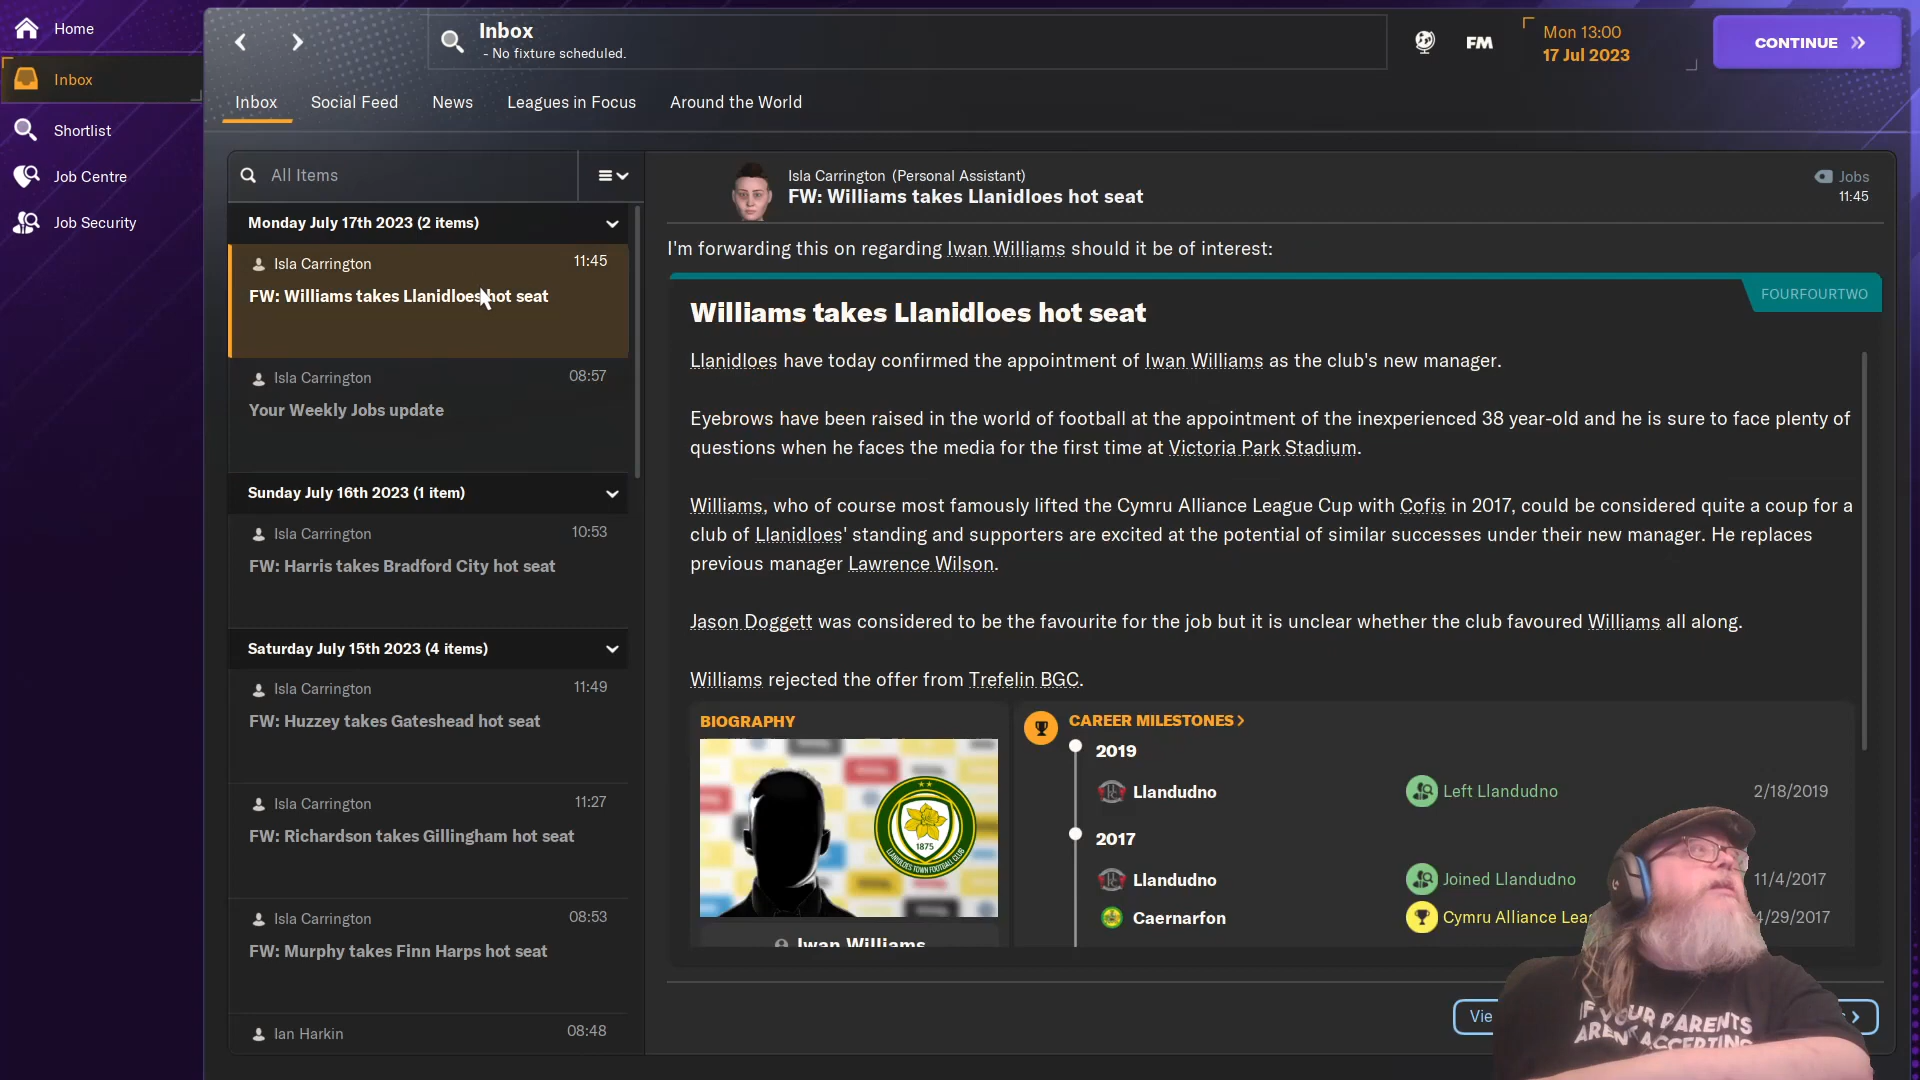 Home
Inbox
Shortlist
Job Centre
Job Security
Inbox
- No fixture scheduled.
FM
Mon 13:00
17 Jul 2023
CONTINUE
Inbox
Social Feed
News
Leagues in Focus
Around the World
All Items
Monday July 17th 2023 (2 items)
Isla Carrington
11:45
FW: Williams takes Llanidloes hot seat
Isla Carrington
08:57
Your Weekly Jobs update
Sunday July 16th 2023 (1 item)
Isla Carrington
10:53
FW: Harris takes Bradford City hot seat
Saturday July 15th 2023 (4 items)
Isla Carrington
11:49
FW: Huzzey takes Gateshead hot seat
Isla Carrington
11:27
FW: Richardson takes Gillingham hot seat
Isla Carrington
08:53
FW: Murphy takes Finn Harps hot seat
Ian Harkin
08:48
Isla Carrington (Personal Assistant)
FW: Williams takes Llanidloes hot seat
Jobs
11:45
I'm forwarding this on regarding Iwan Williams should it be of interest:
FOURFOURTWO
Williams takes Llanidloes hot seat
Llanidloes have today confirmed the appointment of Iwan Williams as the club's new manager.
Eyebrows have been raised in the world of football at the appointment of the inexperienced 38 year-old and he is sure to face plenty of
questions when he faces the media for the first time at Victoria Park Stadium.
Williams, who of course most famously lifted the Cymru Alliance League Cup with Cofis in 2017, could be considered quite a coup for a
club of Llanidloes' standing and supporters are excited at the potential of similar successes under their new manager. He replaces
previous manager Lawrence Wilson.
Jason Doggett was considered to be the favourite for the job but it is unclear whether the club favoured Williams all along.
Williams rejected the offer from Trefelin BGC.
BIOGRAPHY
1875
LLANIDLOES TOWN FOOTBALL CLUB
Iwan Williams
CAREER MILESTONES
2019
Llandudno
Left Llandudno
2/18/2019
2017
Llandudno
Joined Llandudno
11/4/2017
Caernarfon
Cymru Alliance Lea
4/29/2017
Vie
IF YOUR PARENTS
AREN'T ACCEPTING